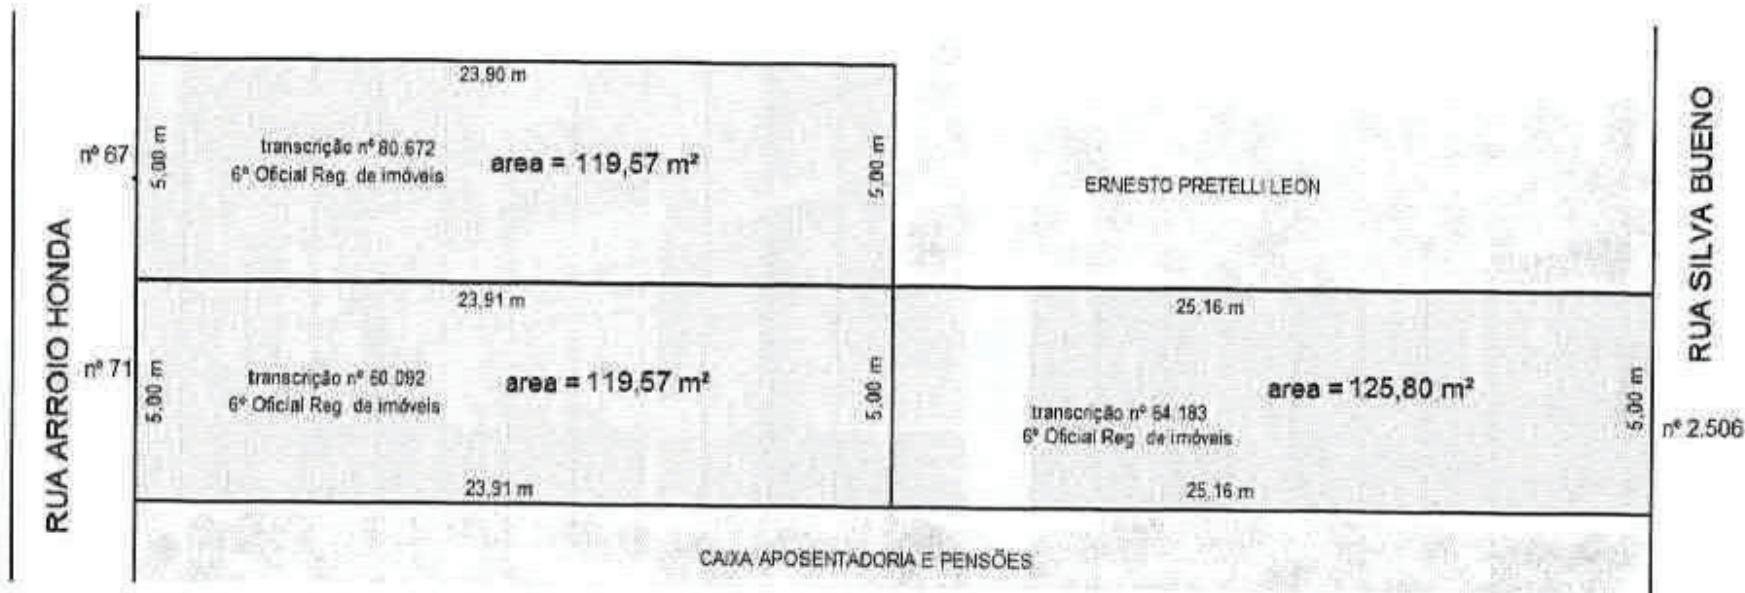 23,90 m
nº 67
5,00 m
transcrição nº 80.672
6º Oficial Reg. de imóveis
area = 119,57 m²
5,00 m
ERNESTO PRETELLI LEON
RUA SILVA BUENO
RUA ARROIO HONDA
23,91 m
25,16 m
nº 71
5,00 m
transcrição nº 60.092
6º Oficial Reg. de imóveis
area = 119,57 m²
5,00 m
transcrição nº 64.183
6º Oficial Reg. de imóveis
area = 125,80 m²
5,00 m
nº 2.506
23,91 m
25,16 m
CAIXA APOSENTADORIA E PENSÕES